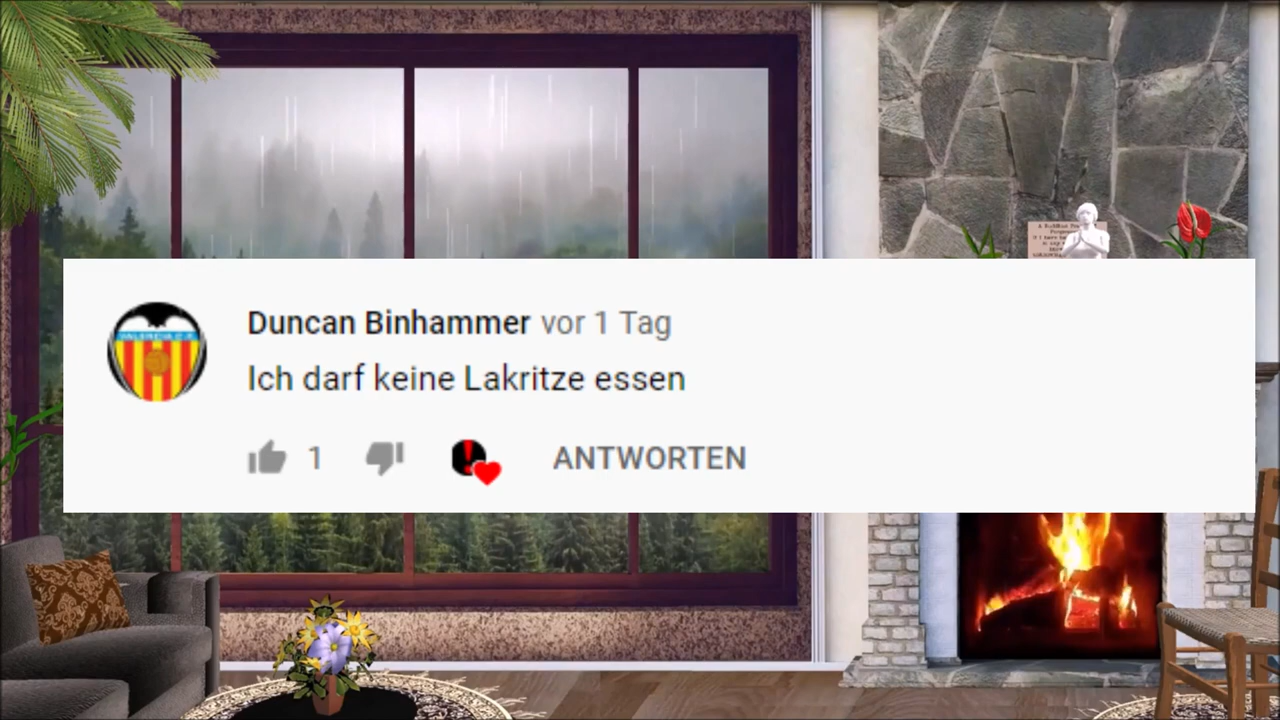 Duncan Binhammer vor 1 Tag
Ich darf keine Lakritze essen
1
ANTWORTEN